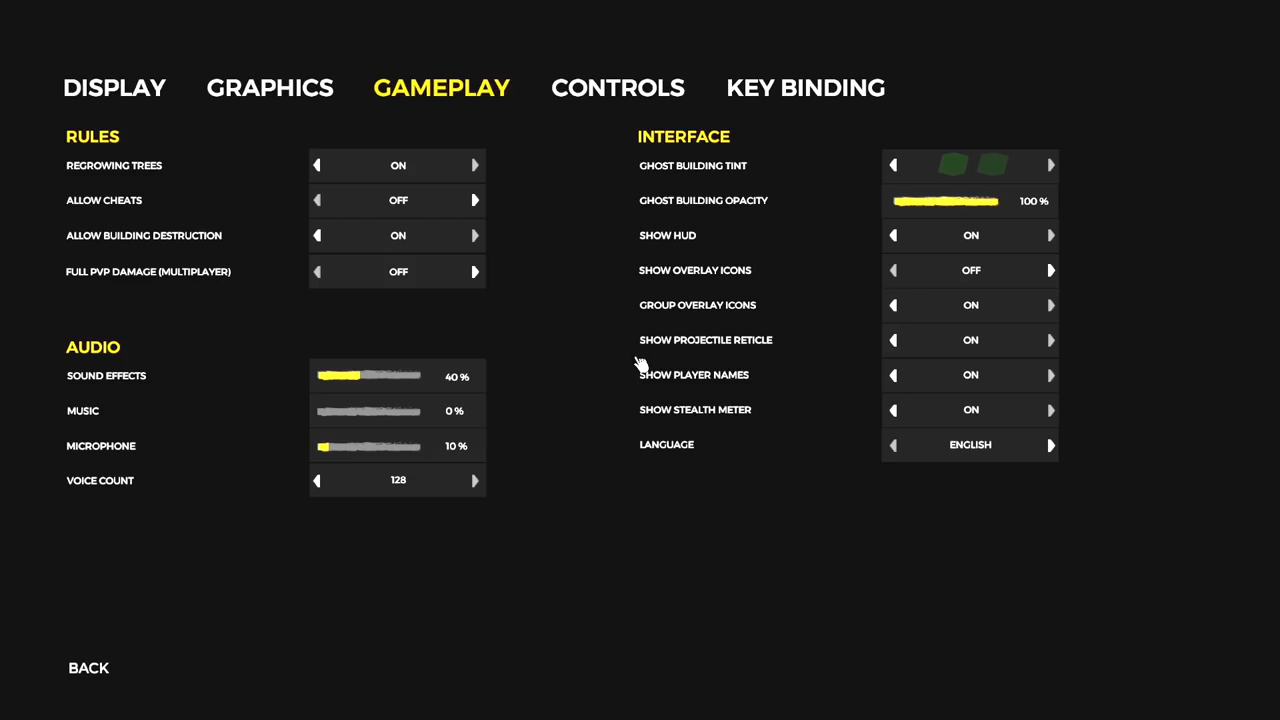 DISPLAY GRAPHICS GAMEPLAY CONTROLS KEY BINDING
RULES
REGROWING TREES ON
ALLOW CHEATS OFF
ALLOW BUILDING DESTRUCTION ON
FULL PVP DAMAGE (MULTIPLAYER) OFF
AUDIO
SOUND EFFECTS 40 %
MUSIC 0 %
MICROPHONE 10 %
VOICE COUNT 128
INTERFACE
GHOST BUILDING TINT
GHOST BUILDING OPACITY 100 %
SHOW HUD ON
SHOW OVERLAY ICONS OFF
GROUP OVERLAY ICONS ON
SHOW PROJECTILE RETICLE ON
SHOW PLAYER NAMES ON
SHOW STEALTH METER ON
LANGUAGE ENGLISH
BACK